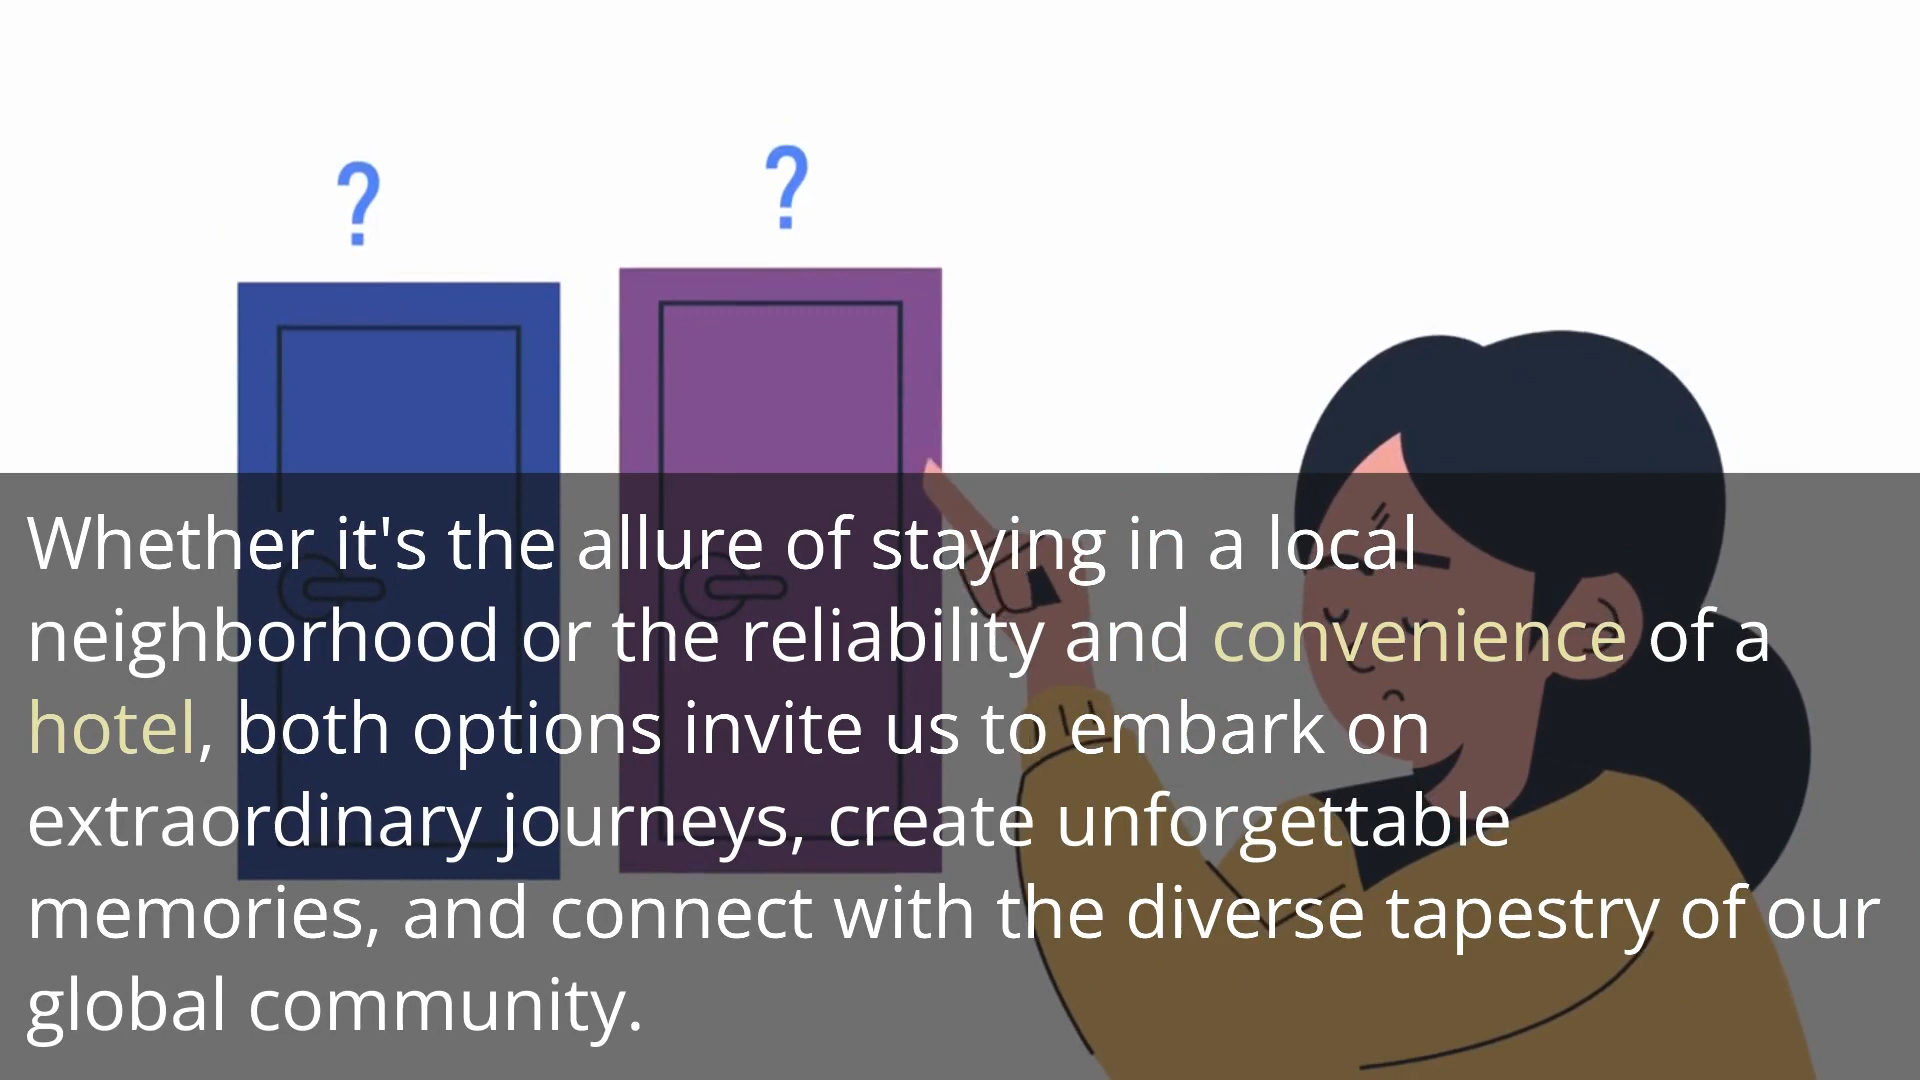 ? ?
Whether it's the allure of staying in a local
neighborhood or the reliability and convenience of a
hotel, both options invite us to embark on
extraordinary journeys, create unforgettable
memories, and connect with the diverse tapestry of our
global community.